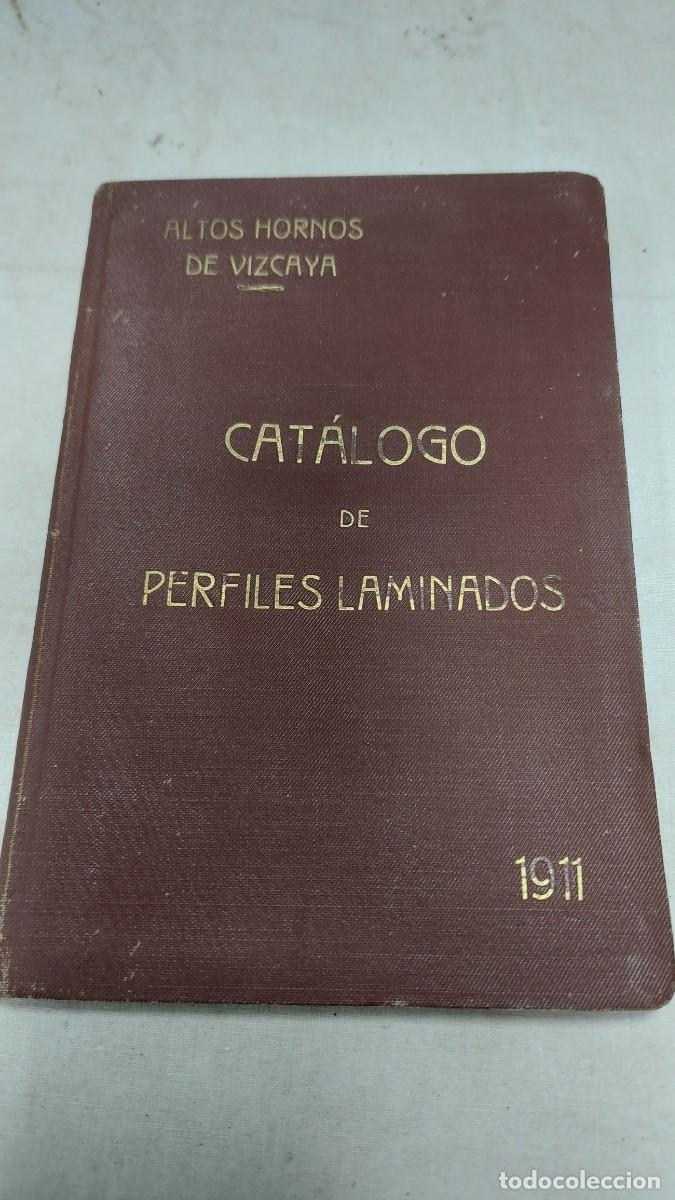 ALTOS HORNOS
DE VIZCAYA
CATÁLOGO
DE
PERFILES LAMINADOS
1911
todocoleccion